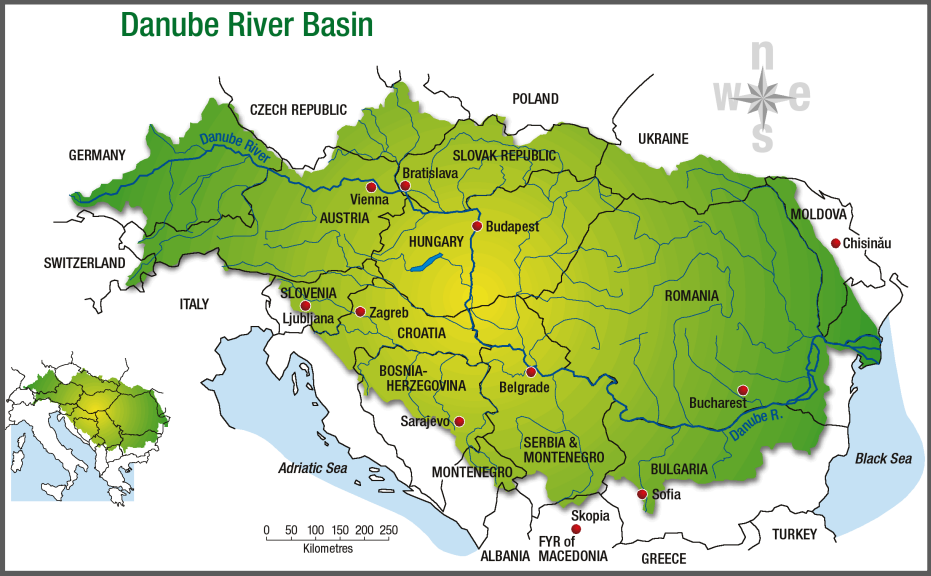 Danube River Basin
n
w e
s
POLAND
CZECH REPUBLIC
UKRAINE
GERMANY
Danube River
SLOVAK REPUBLIC
Bratislava
Vienna
AUSTRIA
MOLDOVA
Budapest
HUNGARY
Chisinău
SWITZERLAND
ITALY
SLOVENIA
Ljubljana
Zagreb
ROMANIA
CROATIA
BOSNIA-
HERZEGOVINA
Belgrade
Bucharest
Sarajevo
Danube R.
SERBIA &
MONTENEGRO
Black Sea
Adriatic Sea
MONTENEGRO
BULGARIA
Sofia
Skopia
0 50 100 150 200 250
Kilometres
ALBANIA
FYR of
MACEDONIA
GREECE
TURKEY